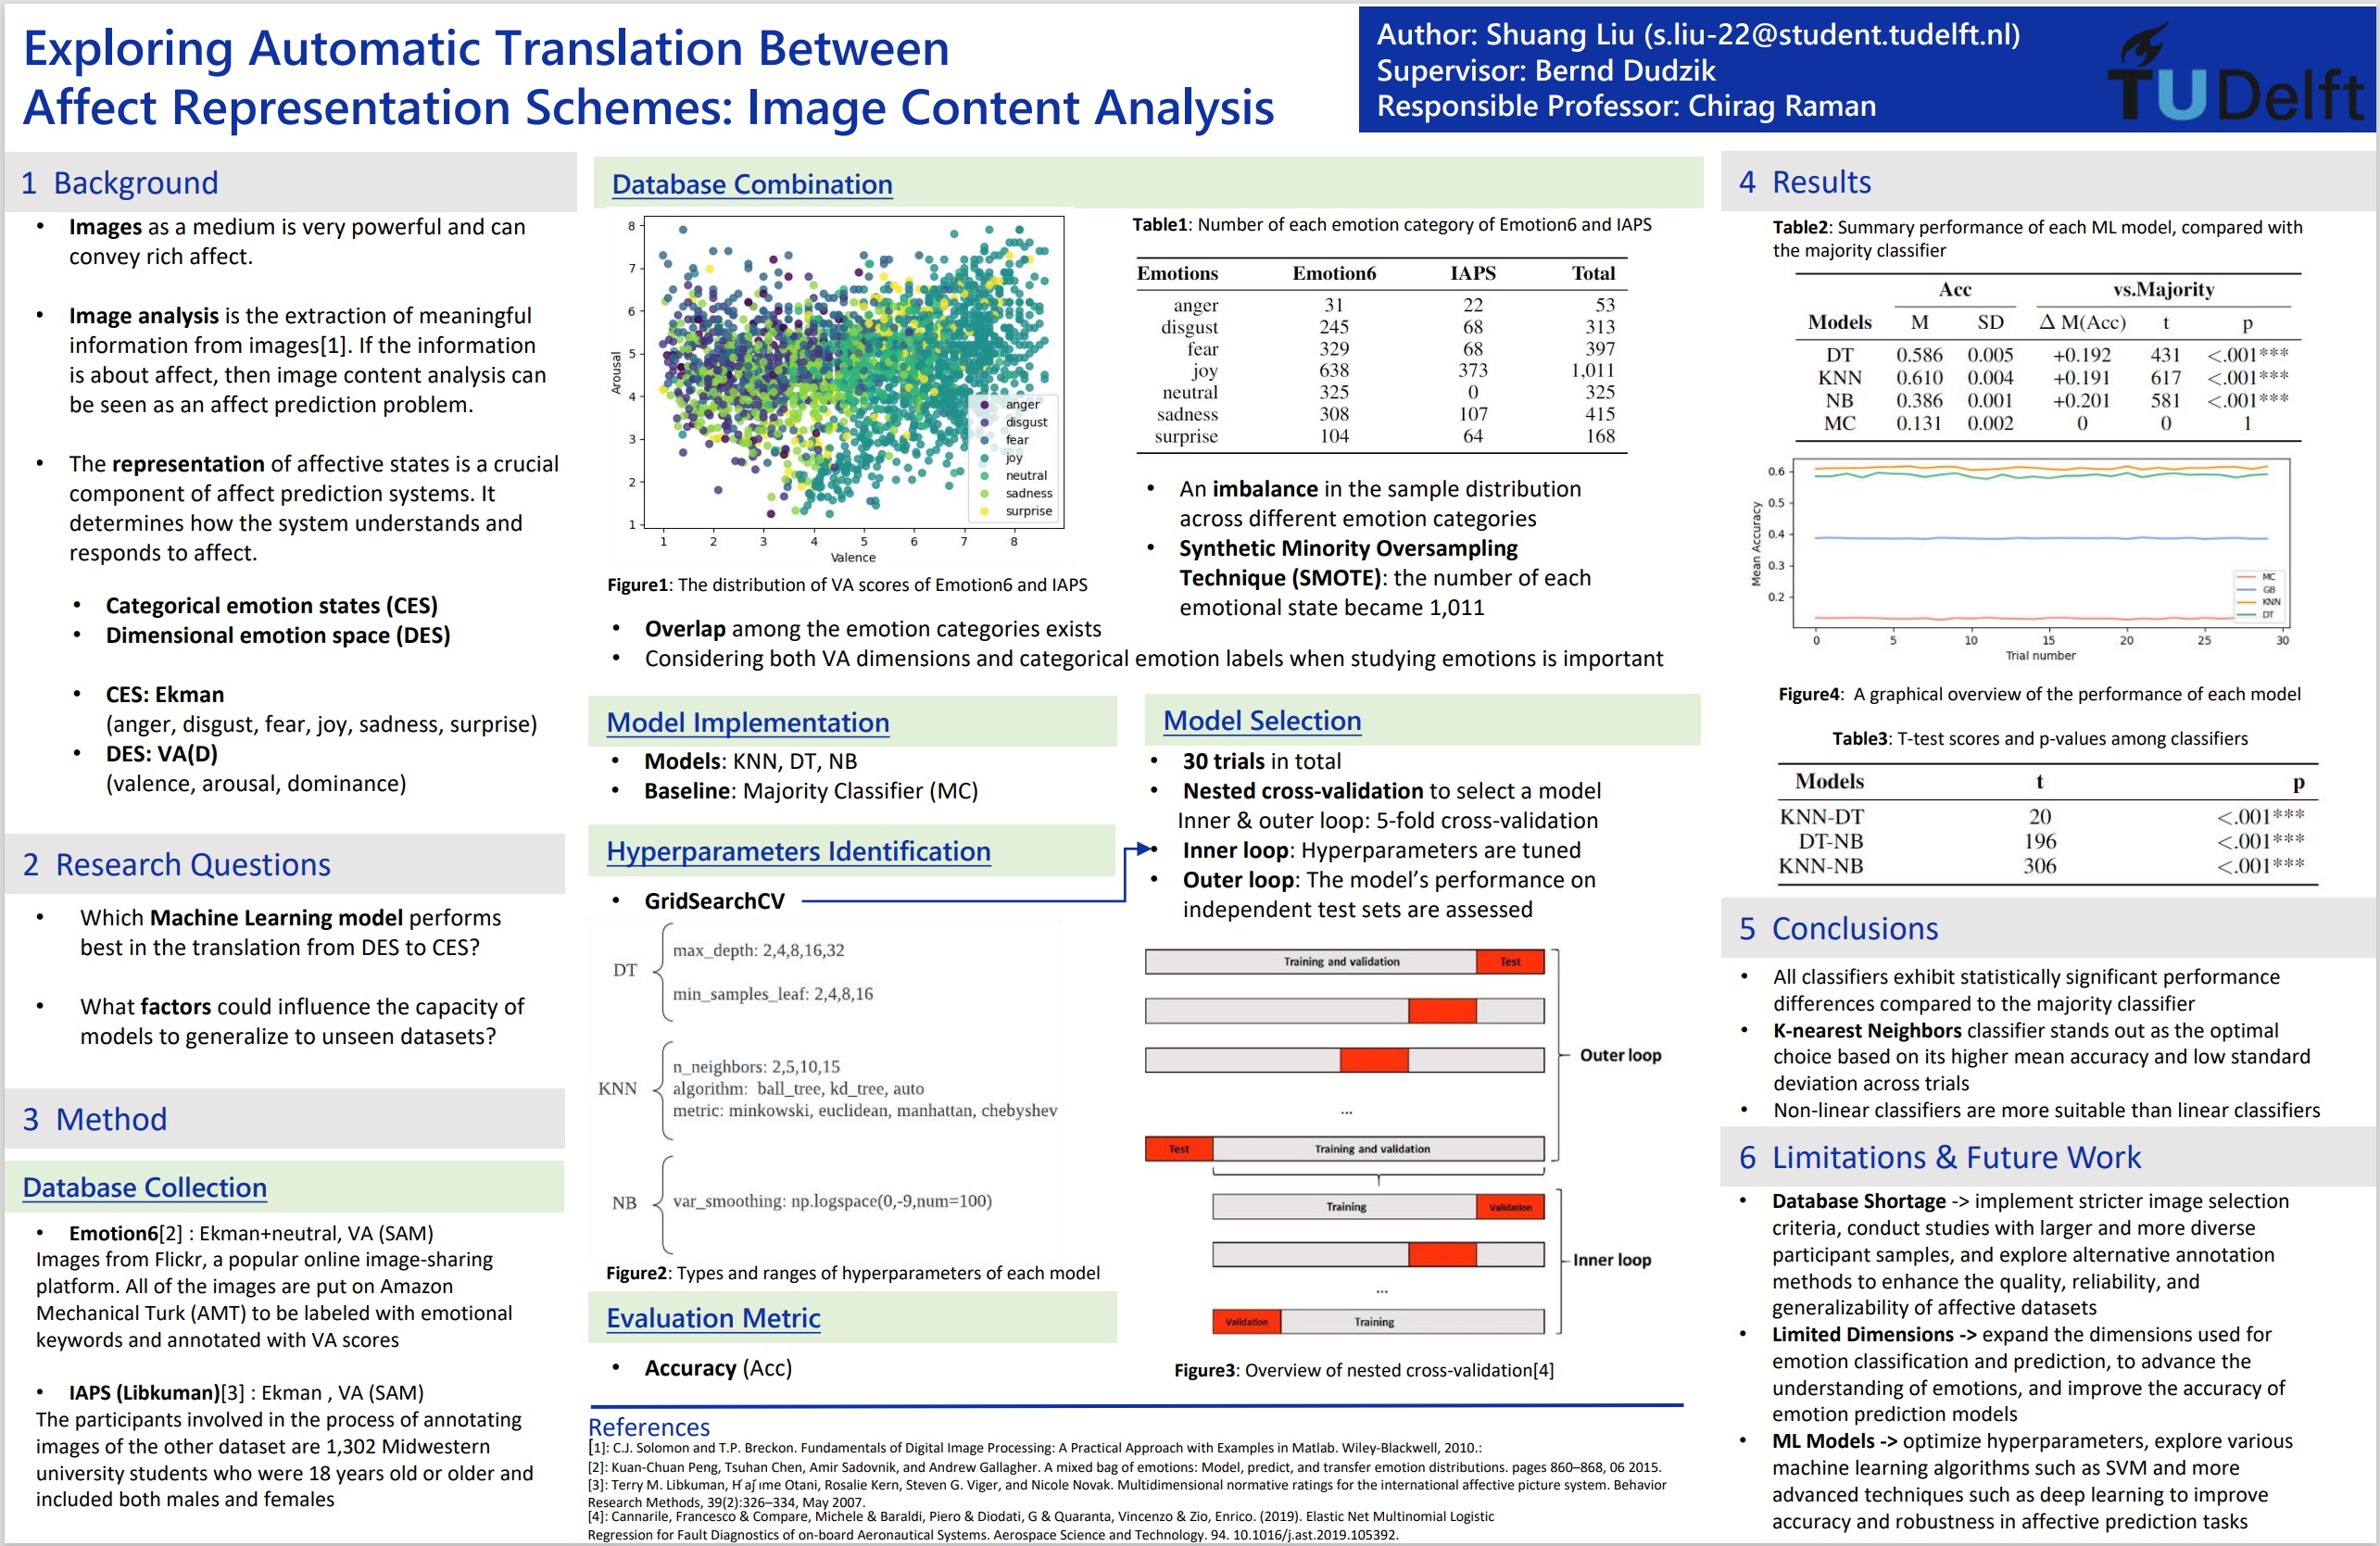 Exploring Automatic Translation Between
Affect Representation Schemes: Image Content Analysis
Author: Shuang Liu (s.liu-22@student.tudelft.nl)
Supervisor: Bernd Dudzik
Responsible Professor: Chirag Raman
TU Delft
1 Background
• Images as a medium is very powerful and can
convey rich affect.
• Image analysis is the extraction of meaningful
information from images[1]. If the information
is about affect, then image content analysis can
be seen as an affect prediction problem.
• The representation of affective states is a crucial
component of affect prediction systems. It
determines how the system understands and
responds to affect.
• Categorical emotion states (CES)
• Dimensional emotion space (DES)
• CES: Ekman
(anger, disgust, fear, joy, sadness, surprise)
• DES: VA(D)
(valence, arousal, dominance)
2 Research Questions
• Which Machine Learning model performs
best in the translation from DES to CES?
• What factors could influence the capacity of
models to generalize to unseen datasets?
3 Method
Database Collection
• Emotion6[2] : Ekman+neutral, VA (SAM)
Images from Flickr, a popular online image-sharing
platform. All of the images are put on Amazon
Mechanical Turk (AMT) to be labeled with emotional
keywords and annotated with VA scores
• IAPS (Libkuman)[3] : Ekman , VA (SAM)
The participants involved in the process of annotating
images of the other dataset are 1,302 Midwestern
university students who were 18 years old or older and
included both males and females
Database Combination
8
7
6
5
4
3
2
1
Arousal
anger
disgust
fear
joy
neutral
sadness
surprise
1 2 3 4 5 6 7 8
Valence
Figure1: The distribution of VA scores of Emotion6 and IAPS
Table1: Number of each emotion category of Emotion6 and IAPS
Emotions Emotion6 IAPS Total
anger 31 22 53
disgust 245 68 313
fear 329 68 397
joy 638 373 1,011
neutral 325 0 325
sadness 308 107 415
surprise 104 64 168
• An imbalance in the sample distribution
across different emotion categories
• Synthetic Minority Oversampling
Technique (SMOTE): the number of each
emotional state became 1,011
• Overlap among the emotion categories exists
• Considering both VA dimensions and categorical emotion labels when studying emotions is important
Model Implementation
• Models: KNN, DT, NB
• Baseline: Majority Classifier (MC)
Hyperparameters Identification
• GridSearchCV
DT
max_depth: 2,4,8,16,32
min_samples_leaf: 2,4,8,16
KNN
n_neighbors: 2,5,10,15
algorithm: ball_tree, kd_tree, auto
metric: minkowski, euclidean, manhattan, chebyshev
NB
var_smoothing: np.logspace(0,-9,num=100)
Figure2: Types and ranges of hyperparameters of each model
Evaluation Metric
• Accuracy (Acc)
Model Selection
• 30 trials in total
• Nested cross-validation to select a model
Inner & outer loop: 5-fold cross-validation
• Inner loop: Hyperparameters are tuned
• Outer loop: The model's performance on
independent test sets are assessed
Training and validation Test
Outer loop
...
Test Training and validation
Training Validation
Inner loop
...
Validation Training
Figure3: Overview of nested cross-validation[4]
References
[1]: C.J. Solomon and T.P. Breckon. Fundamentals of Digital Image Processing: A Practical Approach with Examples in Matlab. Wiley-Blackwell, 2010.:
[2]: Kuan-Chuan Peng, Tsuhan Chen, Amir Sadovnik, and Andrew Gallagher. A mixed bag of emotions: Model, predict, and transfer emotion distributions. pages 860–868, 06 2015.
[3]: Terry M. Libkuman, Otani, Rosalie Kern, Steven G. Viger, and Nicole Novak. Multidimensional normative ratings for the international affective picture system. Behavior
Research Methods, 39(2):326–334, May 2007.
[4]: Cannarile, Francesco & Compare, Michele & Baraldi, Piero & Diodati, G & Quaranta, Vincenzo & Zio, Enrico. (2019). Elastic Net Multinomial Logistic
Regression for Fault Diagnostics of on-board Aeronautical Systems. Aerospace Science and Technology. 94. 10.1016/j.ast.2019.105392.
4 Results
Table2: Summary performance of each ML model, compared with
the majority classifier
Acc vs.Majority
Models M SD Δ M(Acc) t p
DT 0.586 0.005 +0.192 431 <.001***
KNN 0.610 0.004 +0.191 617 <.001***
NB 0.386 0.001 +0.201 581 <.001***
MC 0.131 0.002 0 0 1
0.6
0.5
0.4
0.3
0.2
Mean Accuracy
MC
GB
KNN
DT
0 5 10 15 20 25 30
Trial number
Figure4: A graphical overview of the performance of each model
Table3: T-test scores and p-values among classifiers
Models t p
KNN-DT 20 <.001***
DT-NB 196 <.001***
KNN-NB 306 <.001***
5 Conclusions
• All classifiers exhibit statistically significant performance
differences compared to the majority classifier
• K-nearest Neighbors classifier stands out as the optimal
choice based on its higher mean accuracy and low standard
deviation across trials
• Non-linear classifiers are more suitable than linear classifiers
6 Limitations & Future Work
• Database Shortage -> implement stricter image selection
criteria, conduct studies with larger and more diverse
participant samples, and explore alternative annotation
methods to enhance the quality, reliability, and
generalizability of affective datasets
• Limited Dimensions -> expand the dimensions used for
emotion classification and prediction, to advance the
understanding of emotions, and improve the accuracy of
emotion prediction models
• ML Models -> optimize hyperparameters, explore various
machine learning algorithms such as SVM and more
advanced techniques such as deep learning to improve
accuracy and robustness in affective prediction tasks